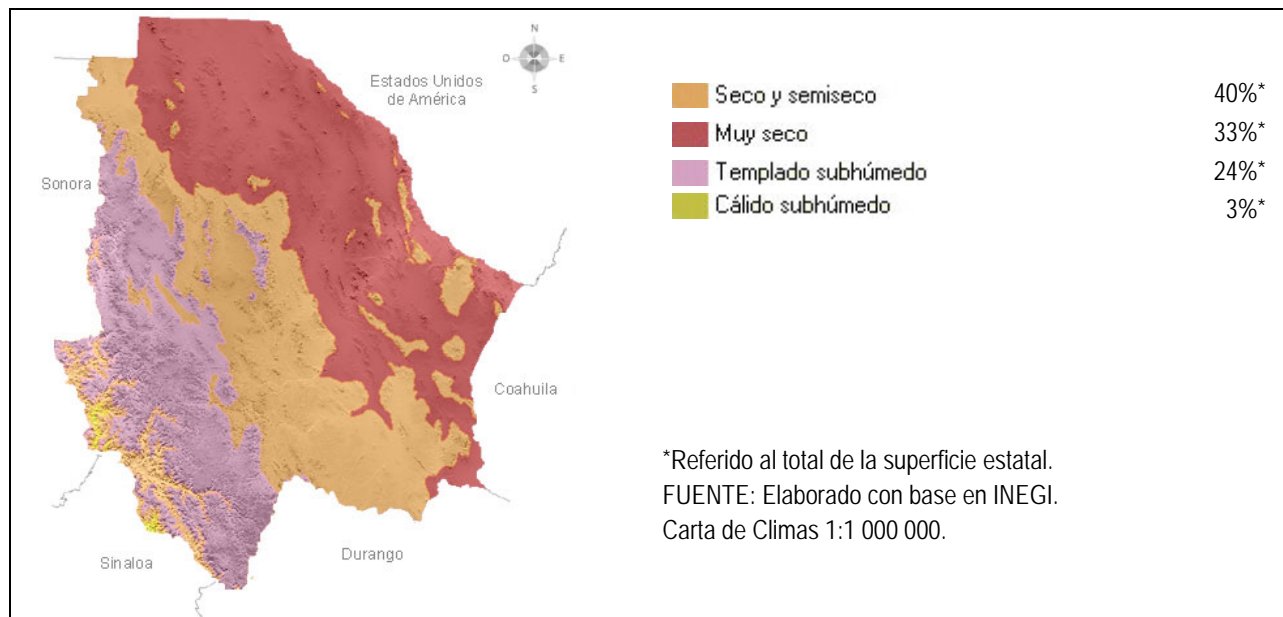 N
O E
S
Estados Unidos
de América
Sonora
Coahuila
Durango
Sinaloa
Seco y semiseco 40%*
Muy seco 33%*
Templado subhúmedo 24%*
Cálido subhúmedo 3%*
*Referido al total de la superficie estatal.
FUENTE: Elaborado con base en INEGI.
Carta de Climas 1:1 000 000.